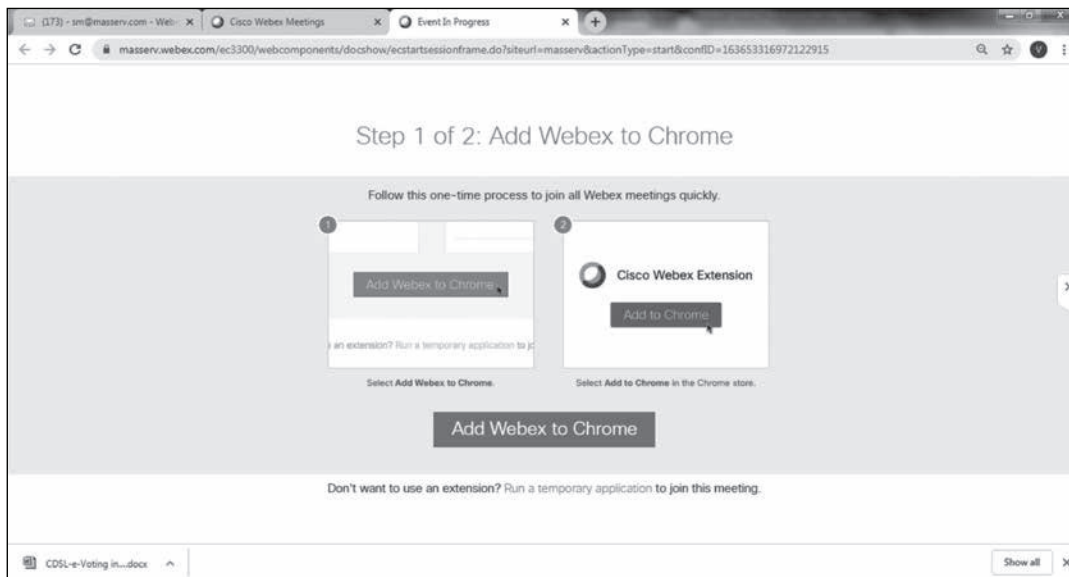 (173) - sm@masserv.com - Web-
Cisco Webex Meetings
Event In Progress
masserv.webex.com/ec3300/webcomponents/docshow/ecstartsessionframe.do?siteurl=masserv&actionType=start&confID=163653316972122915
V
Step 1 of 2: Add Webex to Chrome
Follow this one-time process to join all Webex meetings quickly.
1
Add Webex to Chrome
an extension? Run a temporary application to jo
Select Add Webex to Chrome.
2
Cisco Webex Extension
Add to Chrome
Select Add to Chrome in the Chrome store.
Add Webex to Chrome
Don't want to use an extension? Run a temporary application to join this meeting.
CDSL-e-Voting in....docx
Show all